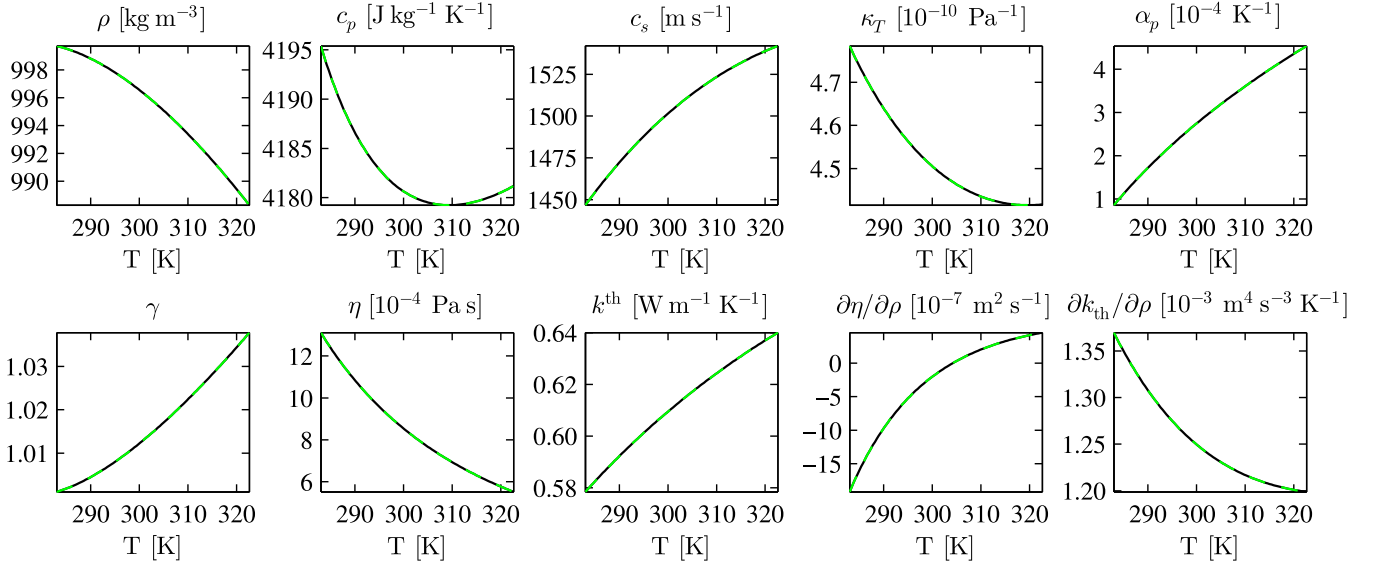 ρ [kg m⁻³]
998
996
994
992
990
290 300 310 320
T [K]
c_p [J kg⁻¹ K⁻¹]
4195
4190
4185
4180
290 300 310 320
T [K]
c_s [m s⁻¹]
1525
1500
1475
1450
290 300 310 320
T [K]
κ_T [10⁻¹⁰ Pa⁻¹]
4.7
4.6
4.5
290 300 310 320
T [K]
α_p [10⁻⁴ K⁻¹]
4
3
2
1
290 300 310 320
T [K]
γ
1.03
1.02
1.01
290 300 310 320
T [K]
η [10⁻⁴ Pa s]
12
10
8
6
290 300 310 320
T [K]
k^th [W m⁻¹ K⁻¹]
0.64
0.62
0.60
0.58
290 300 310 320
T [K]
∂η/∂ρ [10⁻⁷ m² s⁻¹]
0
−5
−10
−15
290 300 310 320
T [K]
∂k_th/∂ρ [10⁻³ m⁴ s⁻³ K⁻¹]
1.35
1.30
1.25
1.20
290 300 310 320
T [K]